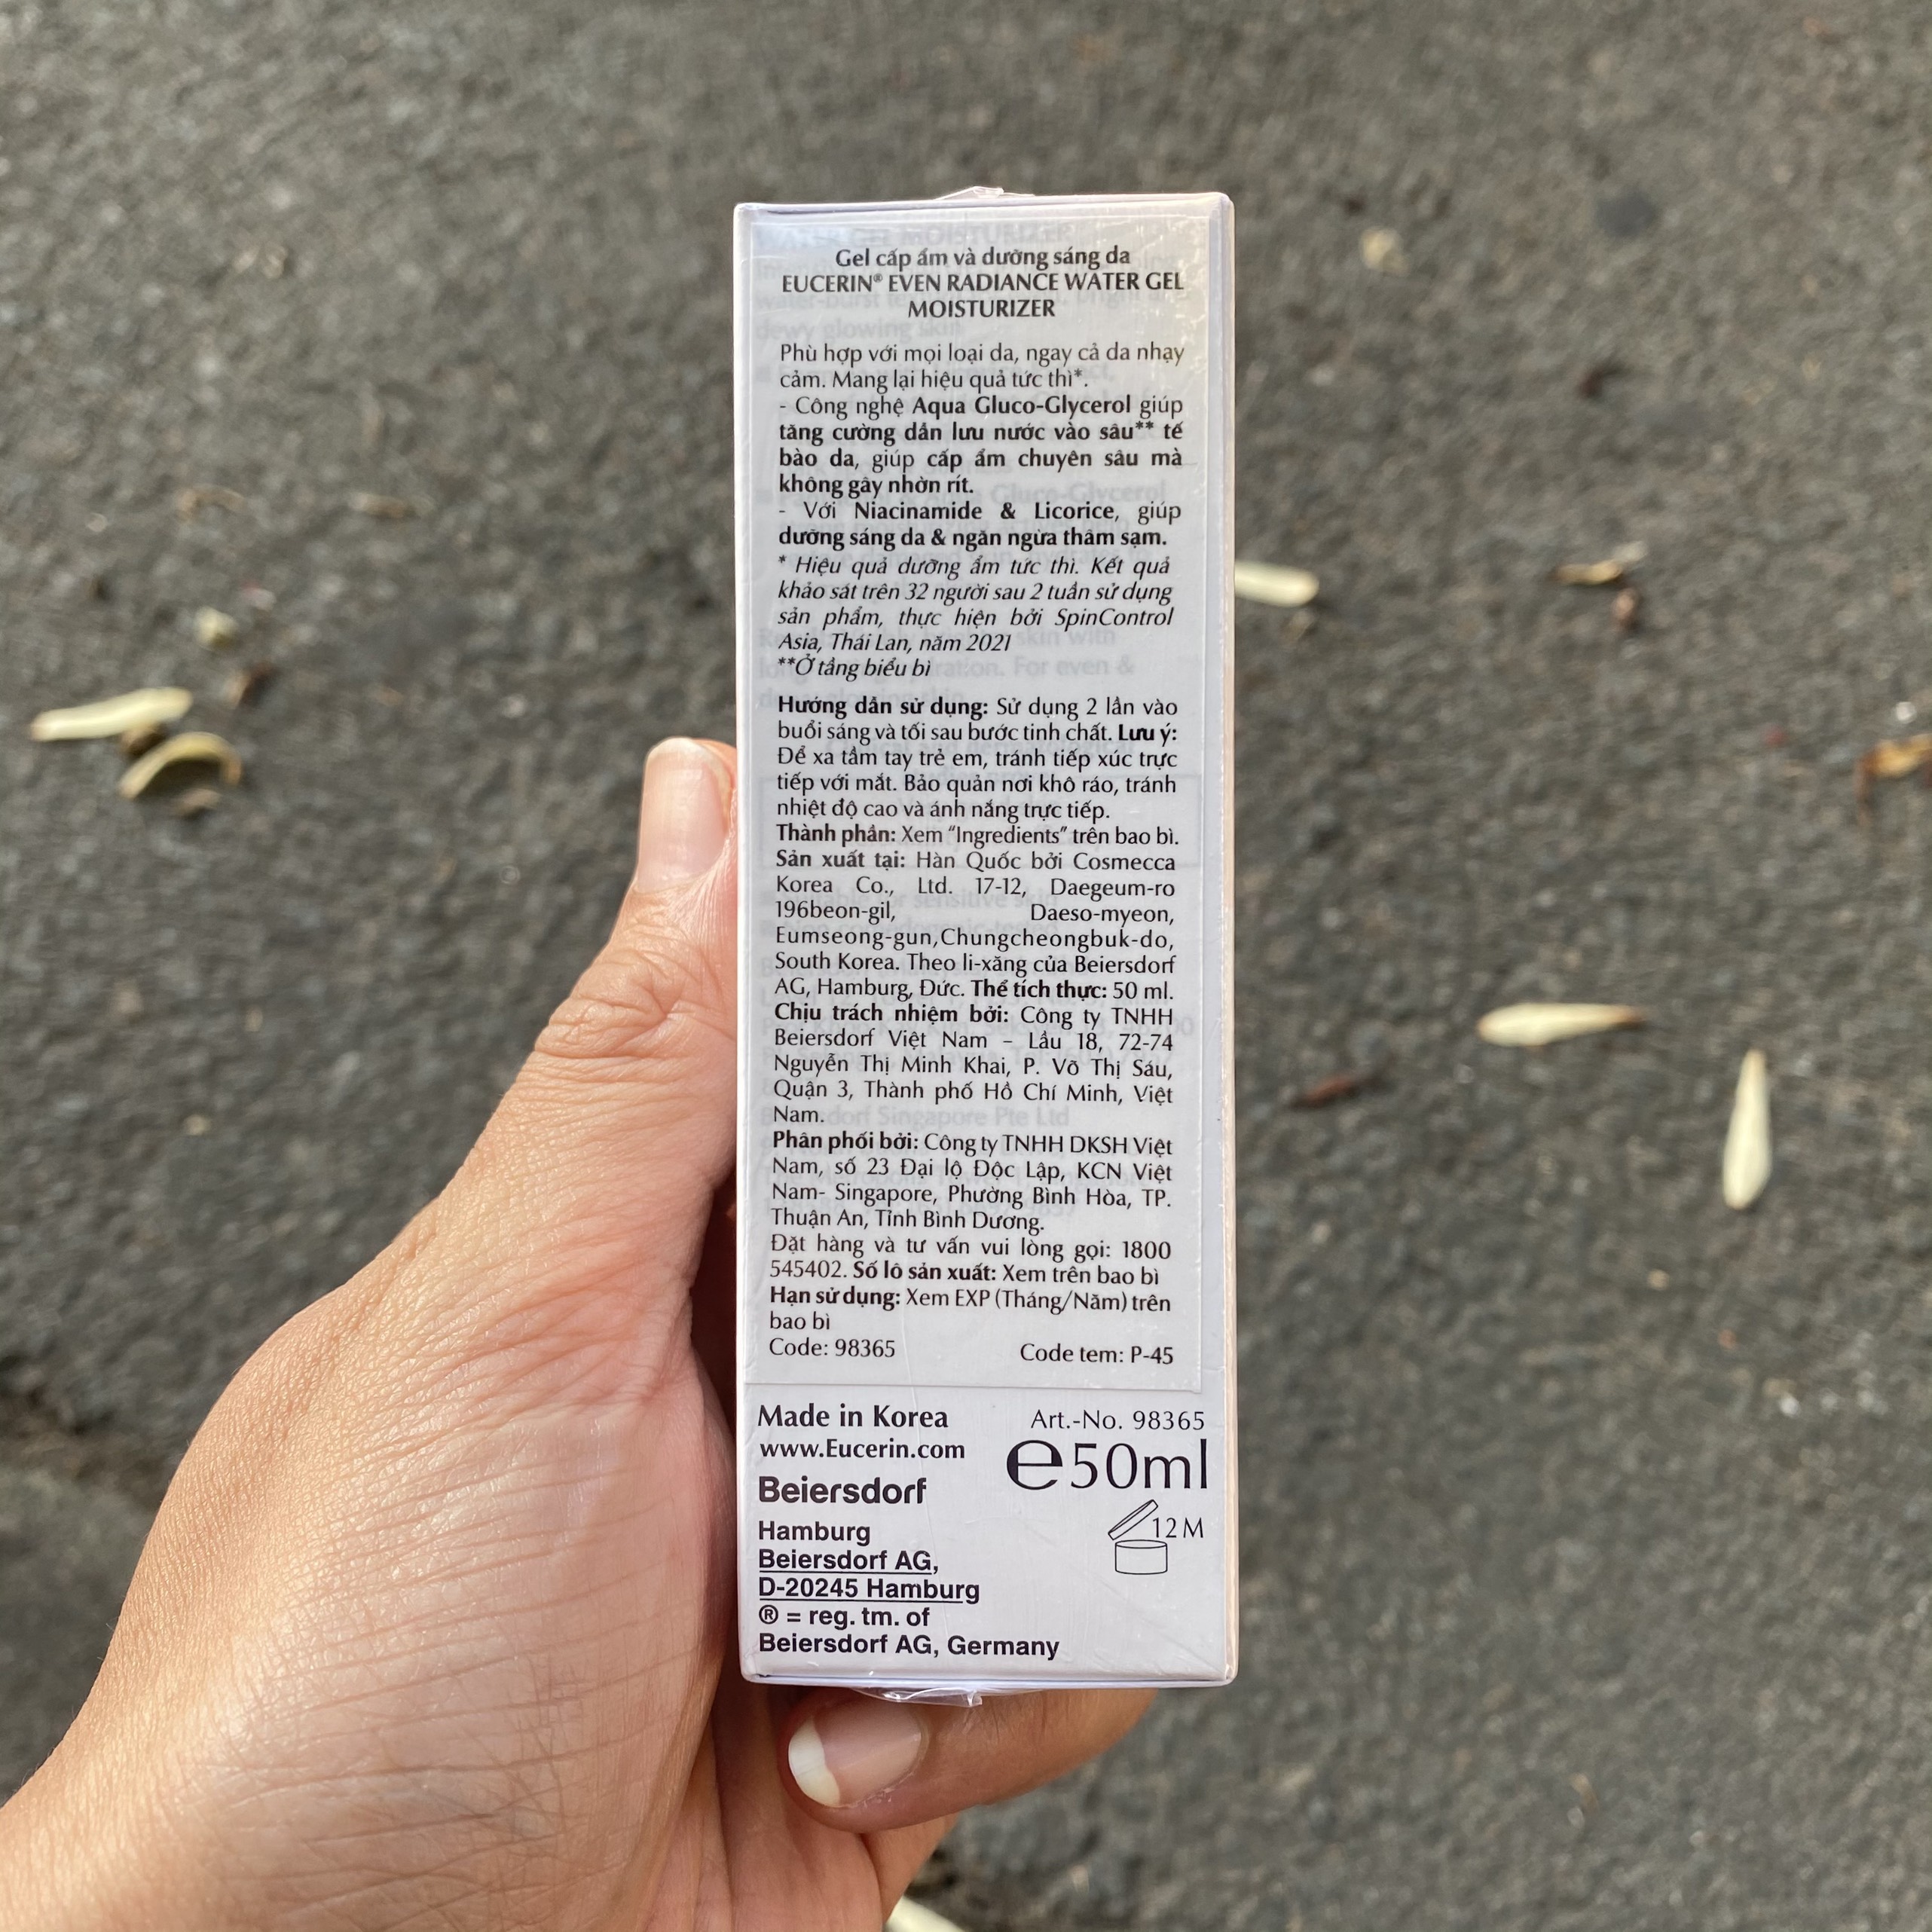 Gel cấp ẩm và dưỡng sáng da
EUCERIN® EVEN RADIANCE WATER GEL
MOISTURIZER
Phù hợp với mọi loại da, ngay cả da nhạy
cảm. Mang lại hiệu quả tức thì*.
- Công nghệ Aqua Gluco-Glycerol giúp
tăng cường dẫn lưu nước vào sâu** tế
bào da, giúp cấp ẩm chuyên sâu mà
không gây nhờn rít.
- Với Niacinamide & Licorice, giúp
dưỡng sáng da & ngăn ngừa thâm sạm.
* Hiệu quả dưỡng ẩm tức thì. Kết quả
khảo sát trên 32 người sau 2 tuần sử dụng
sản phẩm, thực hiện bởi SpinControl
Asia, Thái Lan, năm 2021
**Ở tầng biểu bì
Hướng dẫn sử dụng: Sử dụng 2 lần vào
buổi sáng và tối sau bước tinh chất. Lưu ý:
Để xa tầm tay trẻ em, tránh tiếp xúc trực
tiếp với mắt. Bảo quản nơi khô ráo, tránh
nhiệt độ cao và ánh nắng trực tiếp.
Thành phần: Xem "Ingredients" trên bao bì.
Sản xuất tại: Hàn Quốc bởi Cosmecca
Korea Co., Ltd. 17-12, Daegeum-ro
196beon-gil, Daeso-myeon,
Eumseong-gun,Chungcheongbuk-do,
South Korea. Theo li-xăng của Beiersdorf
AG, Hamburg, Đức. Thể tích thực: 50 ml.
Chịu trách nhiệm bởi: Công ty TNHH
Beiersdorf Việt Nam – Lầu 18, 72-74
Nguyễn Thị Minh Khai, P. Võ Thị Sáu,
Quận 3, Thành phố Hồ Chí Minh, Việt
Nam.
Phân phối bởi: Công ty TNHH DKSH Việt
Nam, số 23 Đại lộ Độc Lập, KCN Việt
Nam- Singapore, Phường Bình Hòa, TP.
Thuận An, Tỉnh Bình Dương.
Đặt hàng và tư vấn vui lòng gọi: 1800
545402. Số lô sản xuất: Xem trên bao bì
Hạn sử dụng: Xem EXP (Tháng/Năm) trên
bao bì
Code: 98365 Code tem: P-45
Made in Korea Art.-No. 98365
www.Eucerin.com e50ml
Beiersdorf
12M
Hamburg
Beiersdorf AG,
D-20245 Hamburg
® = reg. tm. of
Beiersdorf AG, Germany